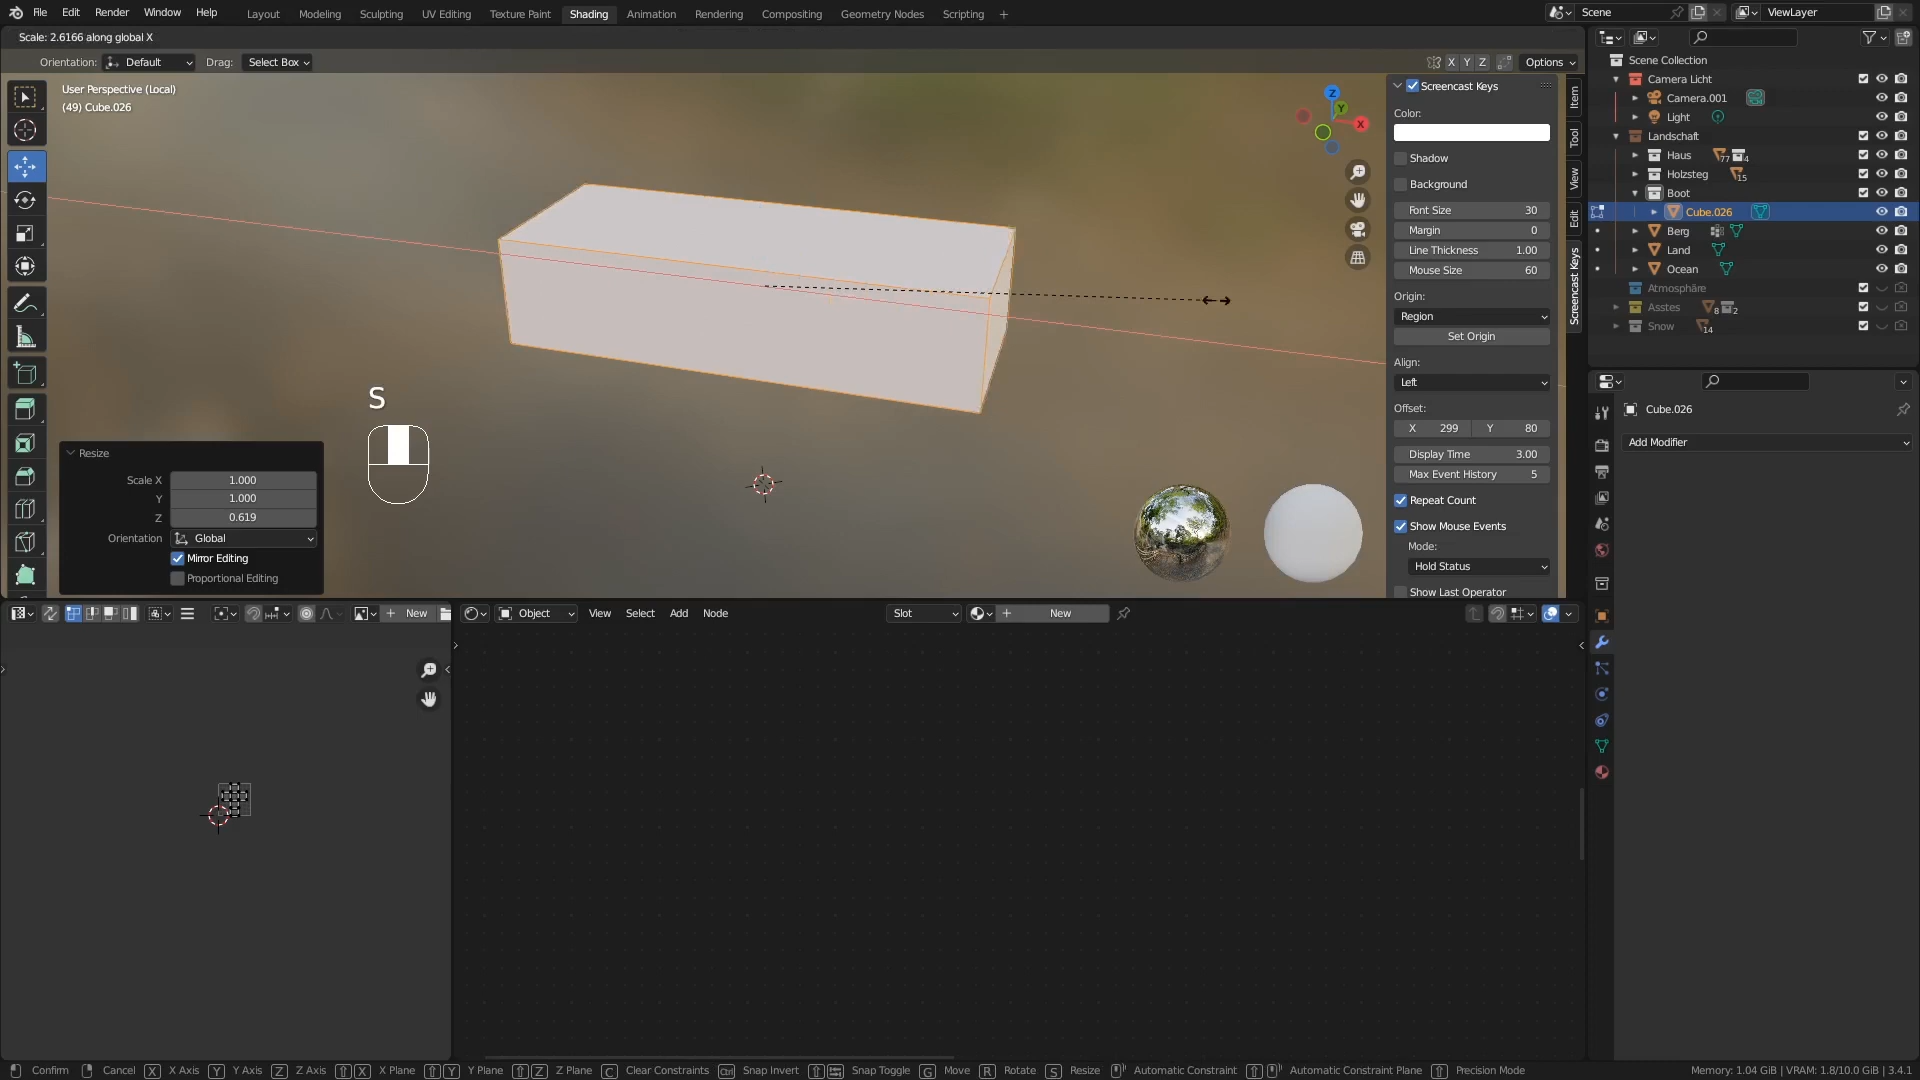 File Edit Render Window Help Layout Modeling Sculpting UV Editing Texture Paint Shading Animation Rendering Compositing Geometry Nodes Scripting + Scene ViewLayer
Scale: 2.6166 along global X
Orientation: Default Drag: Select Box X Y Z Options
User Perspective (Local)
(49) Cube.026
Z
Y
X
Screencast Keys
Color:
Shadow
Background
Font Size 30
Margin 0
Line Thickness 1.00
Mouse Size 60
Origin:
Region
Set Origin
Align:
Left
Offset:
X 299 Y 80
Display Time 3.00
Max Event History 5
Repeat Count
Show Mouse Events
Mode:
Hold Status
Show Last Operator
Item
Tool
View
Edit
Screencast Keys
Scene Collection
Camera Licht
Camera.001
Light
Landschaft
Haus 77 4
Holzsteg 15
Boot
Cube.026
Berg
Land
Ocean
Atmosphäre
Asstes 8 2
Snow 14
Cube.026
Add Modifier
S
Resize
Scale X 1.000
Y 1.000
Z 0.619
Orientation Global
Mirror Editing
Proportional Editing
+ New Object View Select Add Node Slot + New
Confirm Cancel X X Axis Y Y Axis Z Z Axis X X Plane Y Y Plane Z Z Plane C Clear Constraints Ctrl Snap Invert Snap Toggle G Move R Rotate S Resize Automatic Constraint Automatic Constraint Plane Precision Mode Memory: 1.04 GiB | VRAM: 1.8/10.0 GiB | 3.4.1